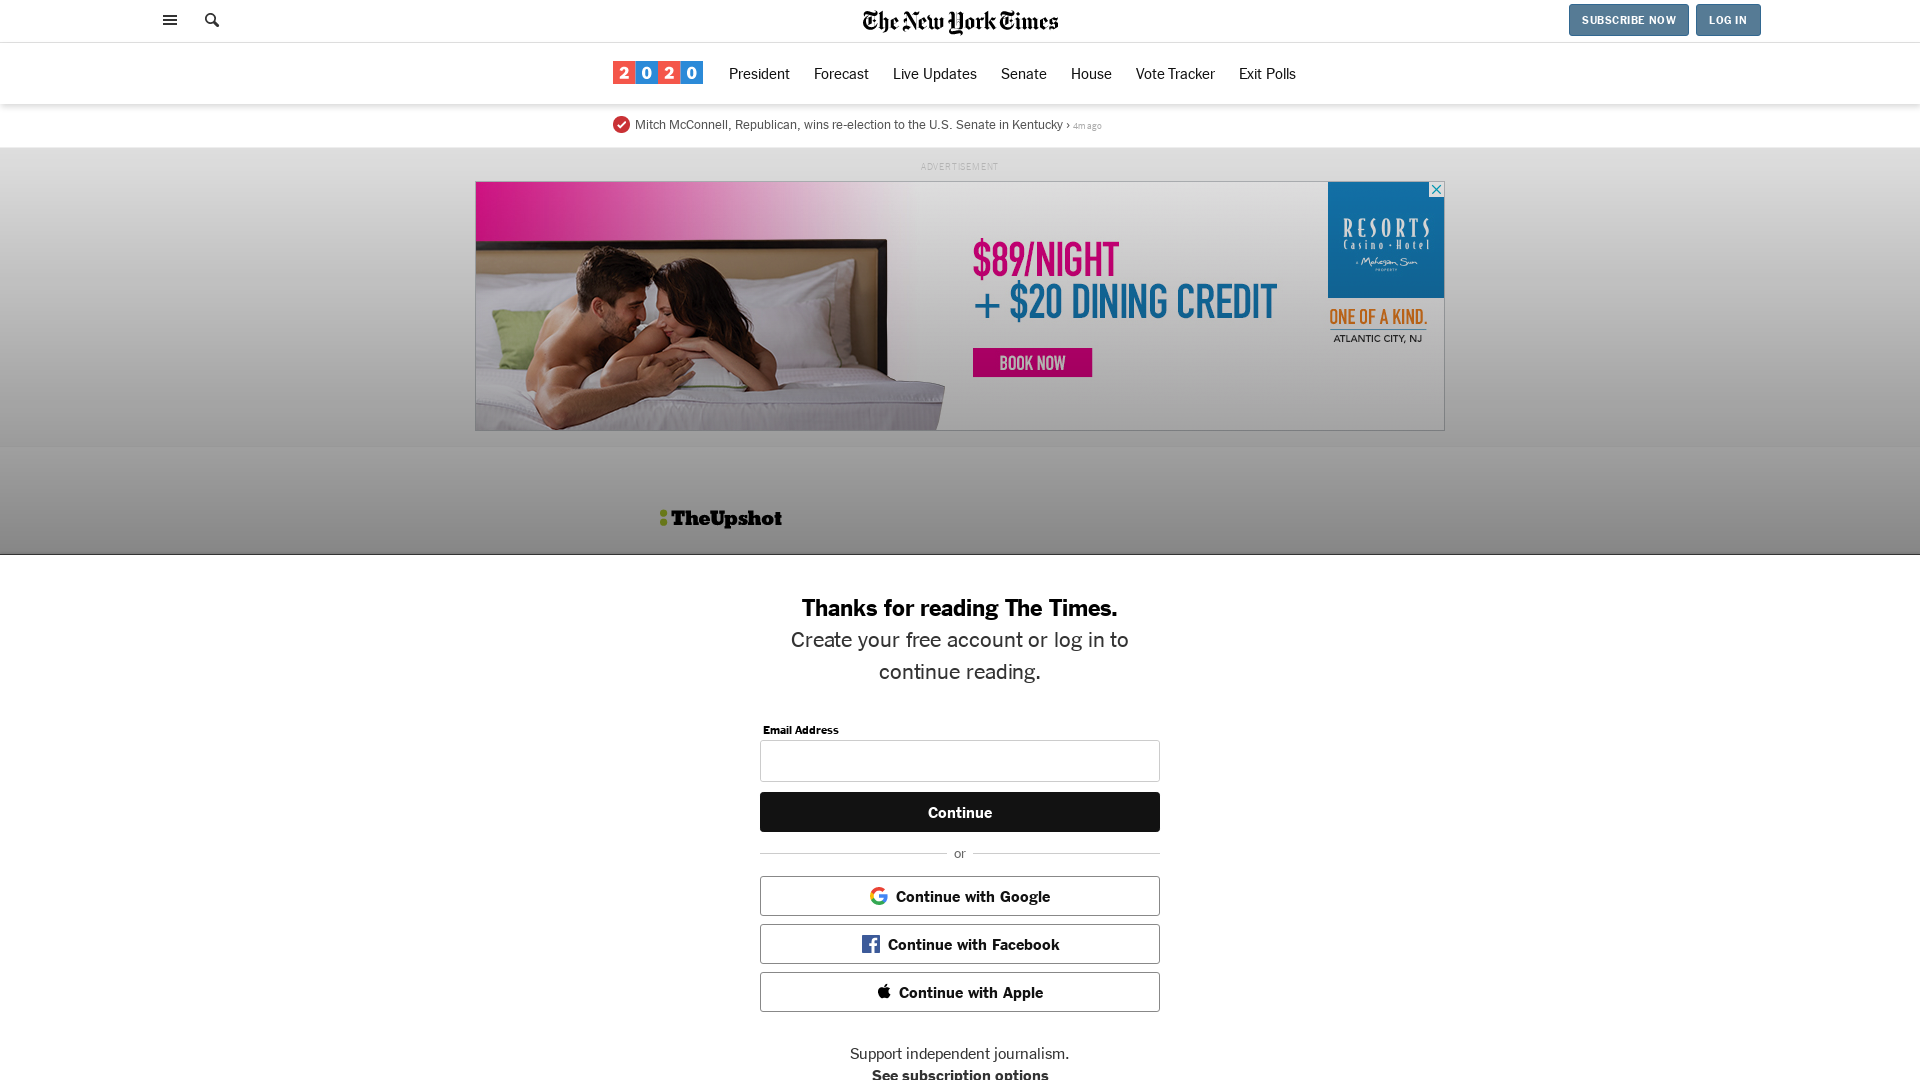 The New York Times
SUBSCRIBE NOW
LOG IN
2020
President
Forecast
Live Updates
Senate
House
Vote Tracker
Exit Polls
Mitch McConnell, Republican, wins re-election to the U.S. Senate in Kentucky › 4m ago
ADVERTISEMENT
$89/NIGHT
+ $20 DINING CREDIT
BOOK NOW
RESORTS
Casino • Hotel
a Mohegan Sun
PROPERTY
ONE OF A KIND.
ATLANTIC CITY, NJ
TheUpshot
Thanks for reading The Times.
Create your free account or log in to
continue reading.
Email Address
Continue
or
Continue with Google
Continue with Facebook
Continue with Apple
Support independent journalism.
See subscription options